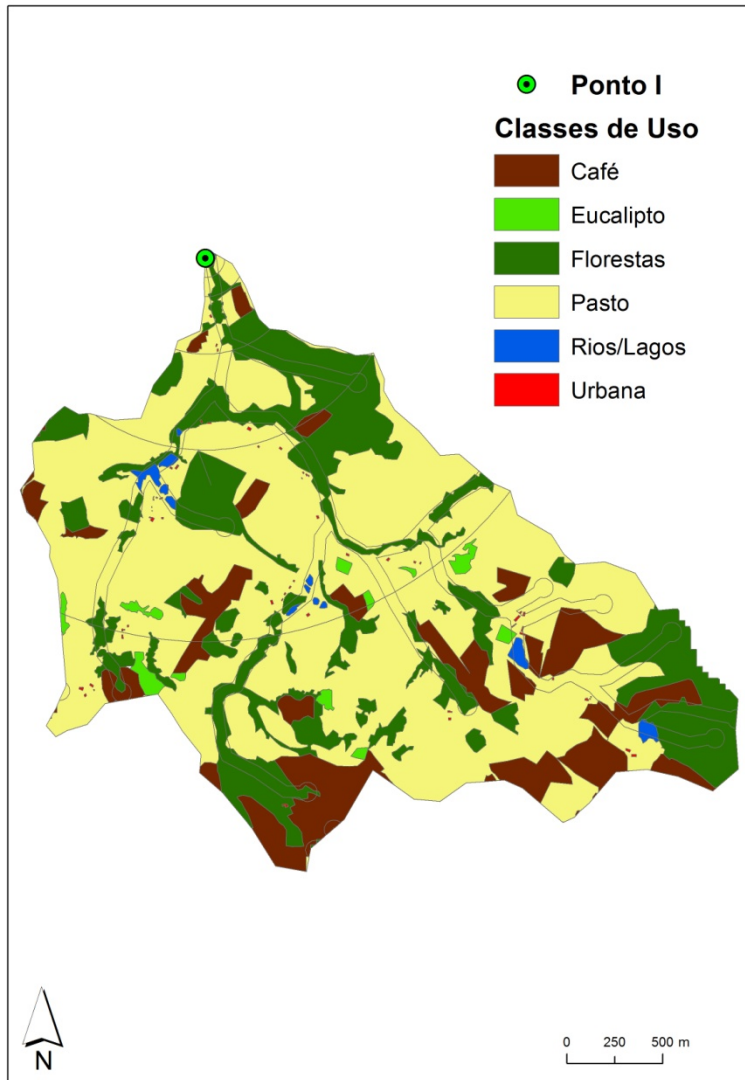 Ponto I
Classes de Uso
Café
Eucalipto
Florestas
Pasto
Rios/Lagos
Urbana
N
0 250 500 m